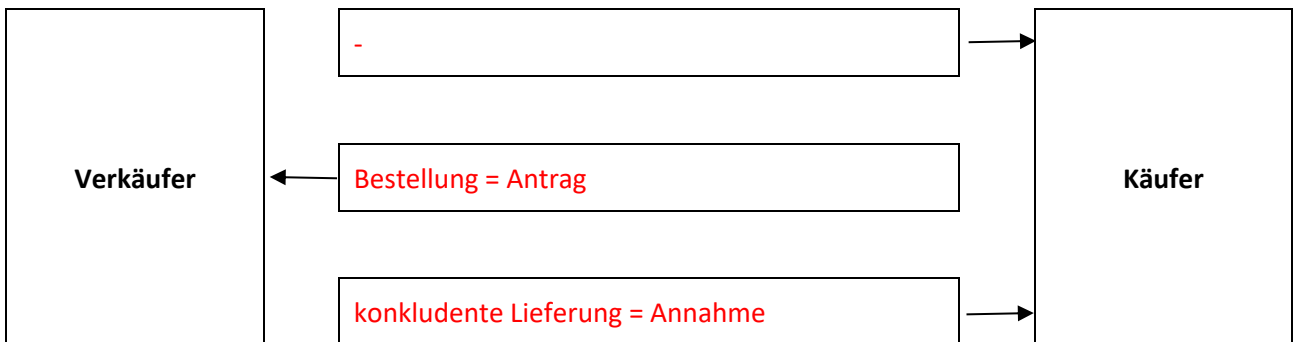 -
Verkäufer
Bestellung = Antrag
Käufer
konkludente Lieferung = Annahme